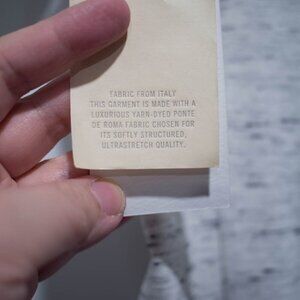 FABRIC FROM ITALY
THIS GARMENT IS MADE WITH A
LUXURIOUS YARN-DYED PONTE
DE ROMA FABRIC CHOSEN FOR
ITS SOFTLY STRUCTURED,
ULTRASTRETCH QUALITY.